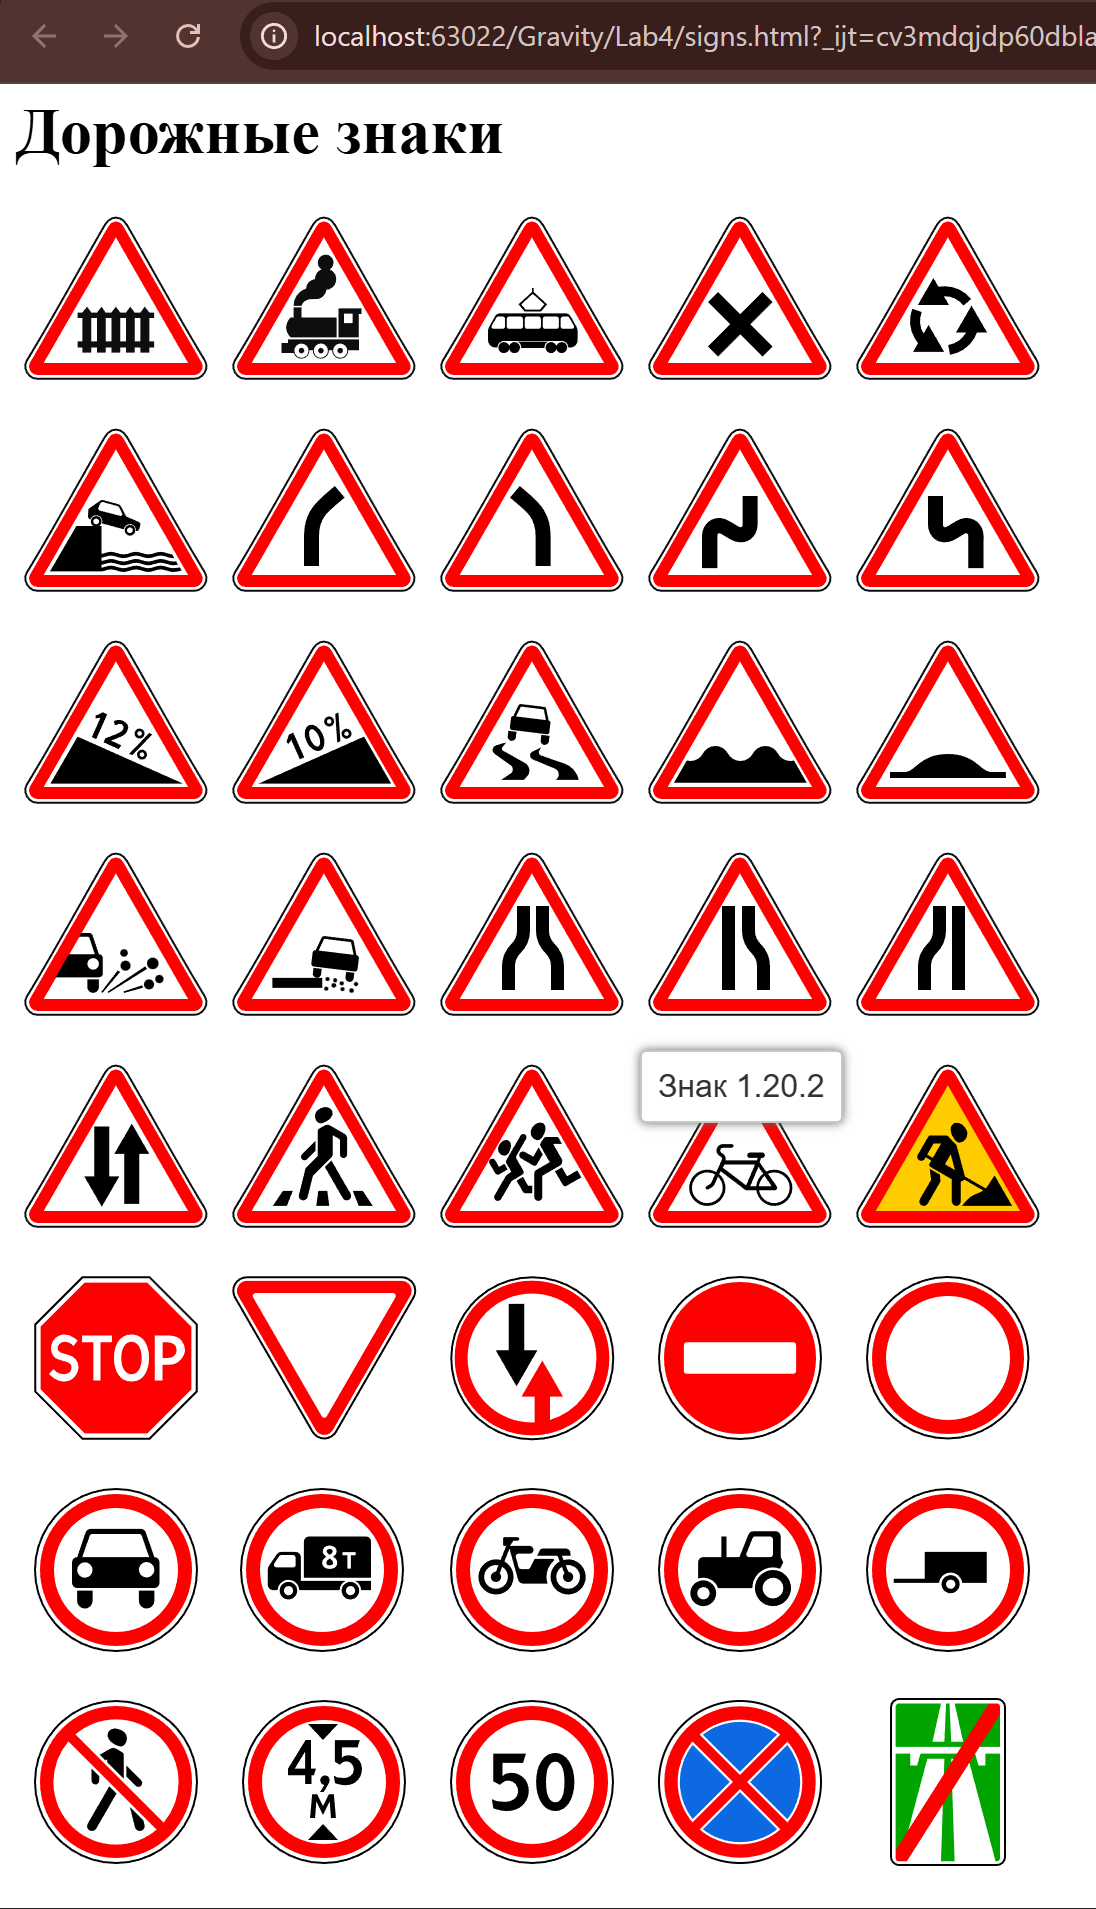 localhost:63022/Gravity/Lab4/signs.html?_ijt=cv3mdqjdp60dbla
Дорожные знаки
12%
10%
Знак 1.20.2
STOP
8 т
4,5
м
50